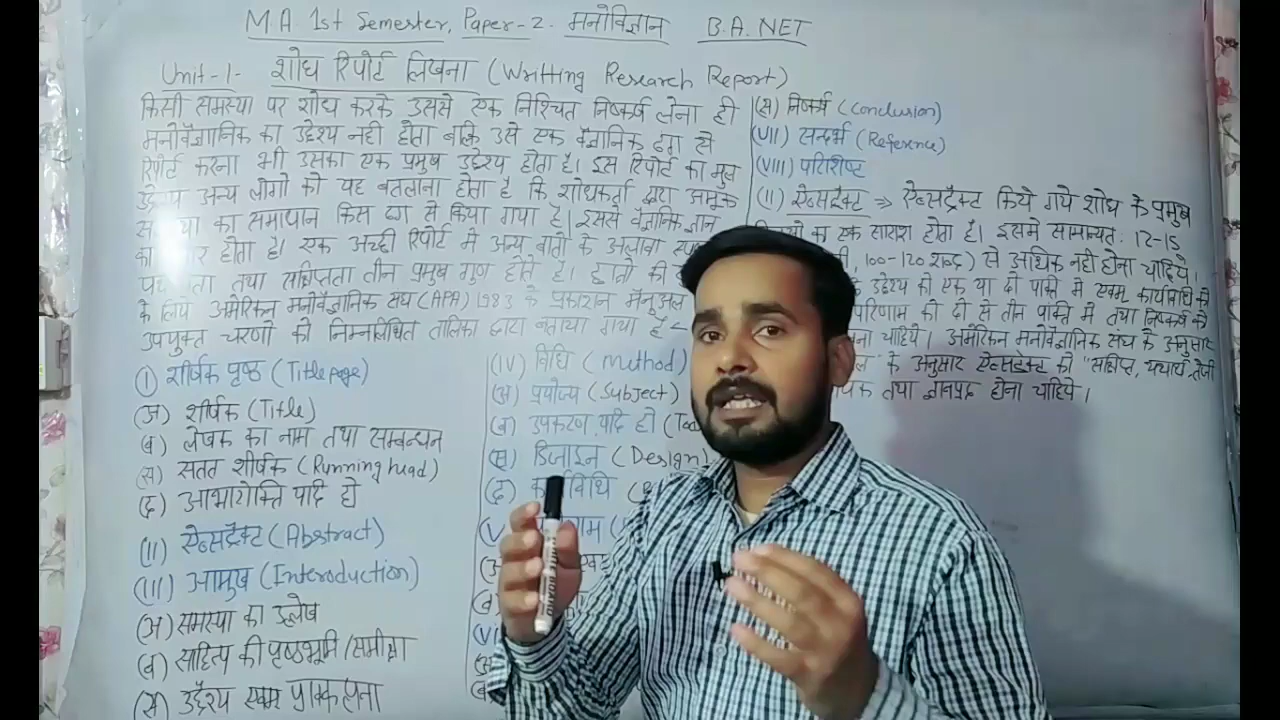 M.A 1st Semester, Paper-2. मनोविज्ञान B.A. NET
Unit-1- शोध रिपोर्ट लिखना (Writting Research Report)
किसी समस्या पर शोध करके उससे एक निश्चित निष्कर्ष लेना ही
मनोवैज्ञानिक का उद्देश्य नही होता बल्कि उसे एक वैज्ञानिक ढंग से
रिपोर्ट करना भी उसका एक प्रमुख उद्देश्य होता है। इस रिपोर्ट का मुख्य
अन्य लोगो को यह बतलाना होता है कि शोधकर्ता द्वारा अमुक
का समाधान किस ढंग से किया गया है। इससे वैज्ञानिक ज्ञान
का होता है। एक अच्छी रिपोर्ट में अन्य बातो के अलावा
तथा संक्षिप्तता तीन प्रमुख गुण होते है। छात्रो की
के लिये अमेरिकन मनोवैज्ञानिक संघ (APA) 1983 के प्रकाशन मैनुअल
उपयुक्त चरणो को निम्नलिखित तालिका द्वारा बताया गया है
(I) शीर्षक पृष्ठ (Title page)
(अ) शीर्षक (Title)
(ब) लेखक का नाम तथा सम्बन्धन
(स) सतत शीर्षक (Running head)
(द) आभारोक्ति यदि हो
(II) ऐब्सट्रैक्ट (Abstract)
(III) आमुख (Interoduction)
(अ) समस्या का उल्लेख
(ब) साहित्य की पृष्ठभूमि/समीक्षा
(स) उद्देश्य एवम् प्राक्कल्पना
(IV) विधि (Method)
(अ) प्रयोज्य (Subject)
(ब) उपकरण यदि हो
(स) डिजाइन (Design)
(द)
(V
(अ
(ब
(VI
(अ
(ब
(स) निष्कर्ष (Conclusion)
(VII) सन्दर्भ (Reference)
(VIII) परिशिष्ट
(II) ऐब्सट्रैक्ट ⇒ ऐब्सट्रैक्ट किये गये शोध के प्रमुख
का एक सारांश होता है। इसमे सामान्यत: 12-15
100-120 शब्द) से अधिक नही होना चाहिये।
उद्देश्य को एक या दो पंक्ति मे एवम् कार्यविधि को
परिणाम को दो से तीन पंक्ति मे तथा निष्कर्ष को
चाहिये। अमेरिकन मनोवैज्ञानिक संघ के अनुसार
के अनुसार ऐब्सट्रैक्ट को "संक्षिप्त, यथार्थ,
तथा ज्ञानप्रद होना चाहिये।